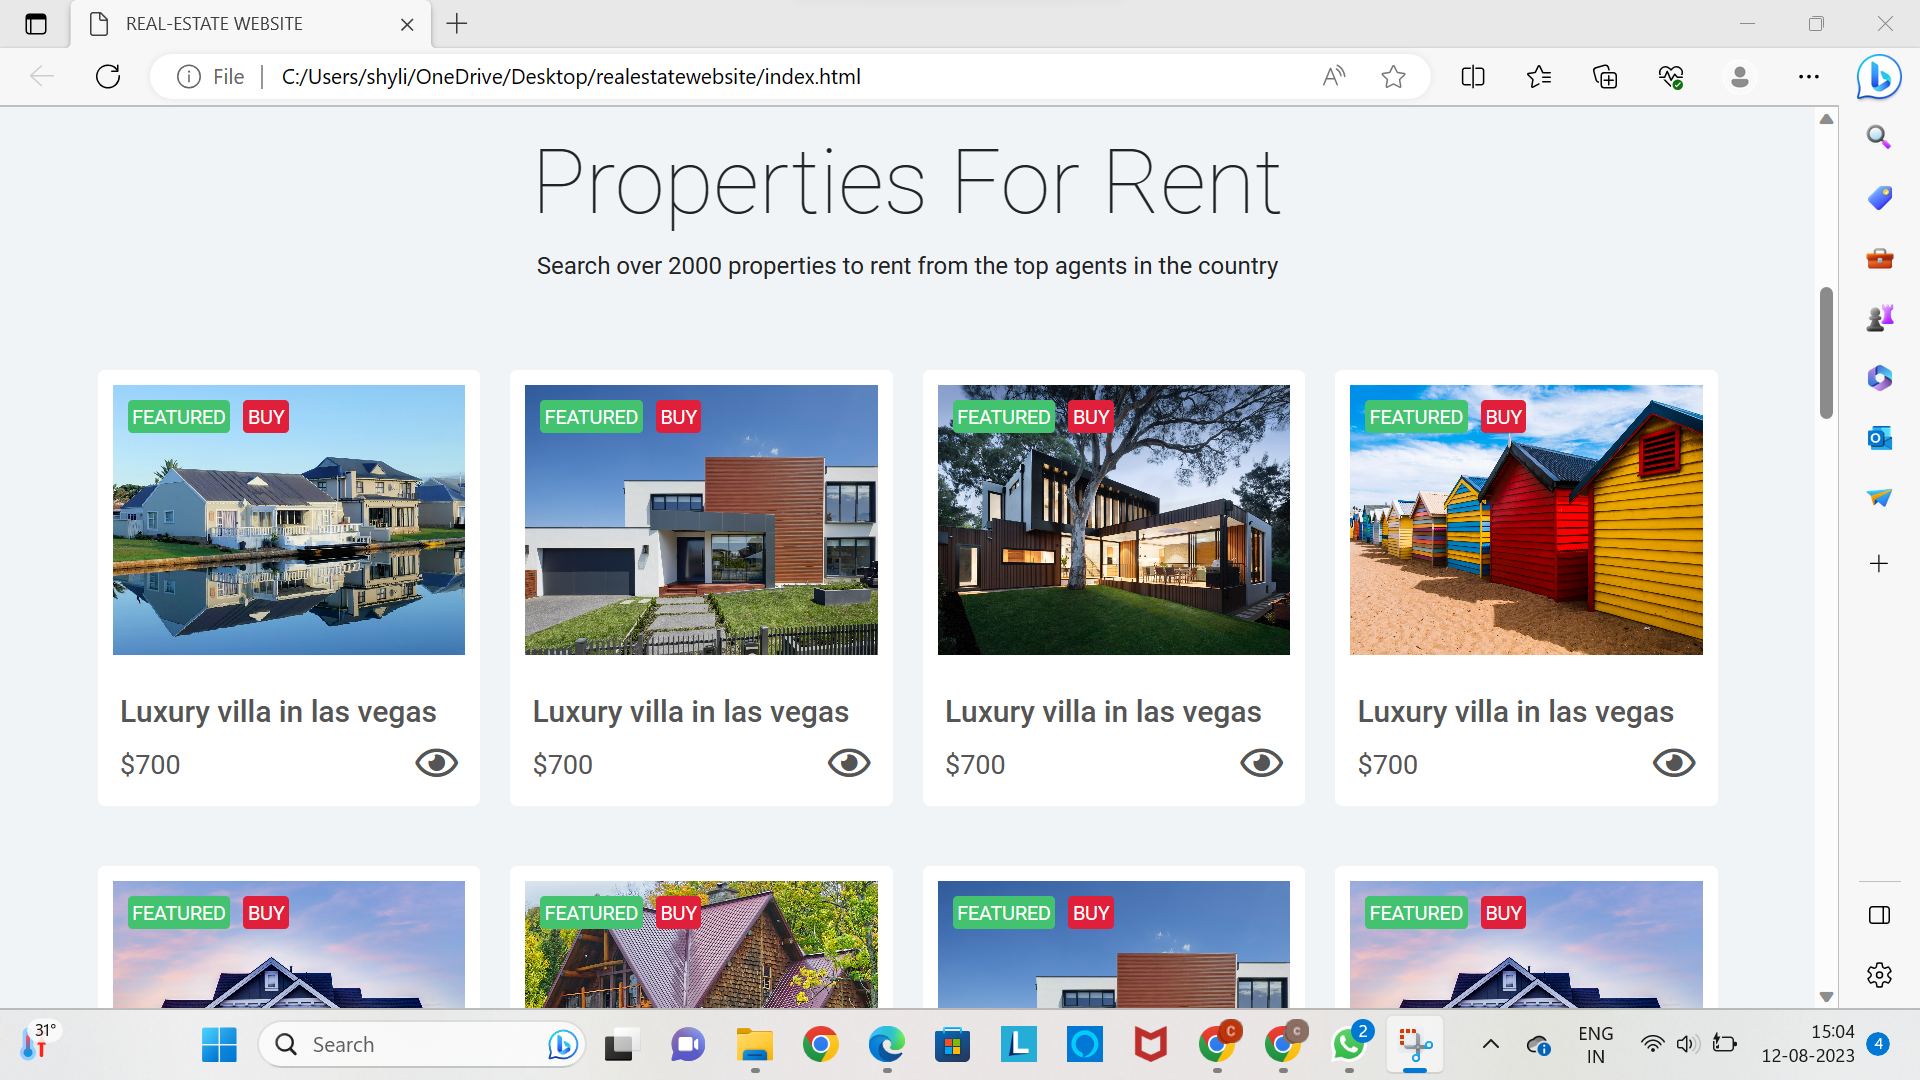 REAL-ESTATE WEBSITE
File C:/Users/shyli/OneDrive/Desktop/realestatewebsite/index.html
Properties For Rent
Search over 2000 properties to rent from the top agents in the country
FEATURED BUY
FEATURED BUY
FEATURED BUY
FEATURED BUY
Luxury villa in las vegas
$700
Luxury villa in las vegas
$700
Luxury villa in las vegas
$700
Luxury villa in las vegas
$700
FEATURED BUY
FEATURED BUY
FEATURED BUY
FEATURED BUY
31°
Search
C
C
2
ENG
IN
15:04
12-08-2023
4